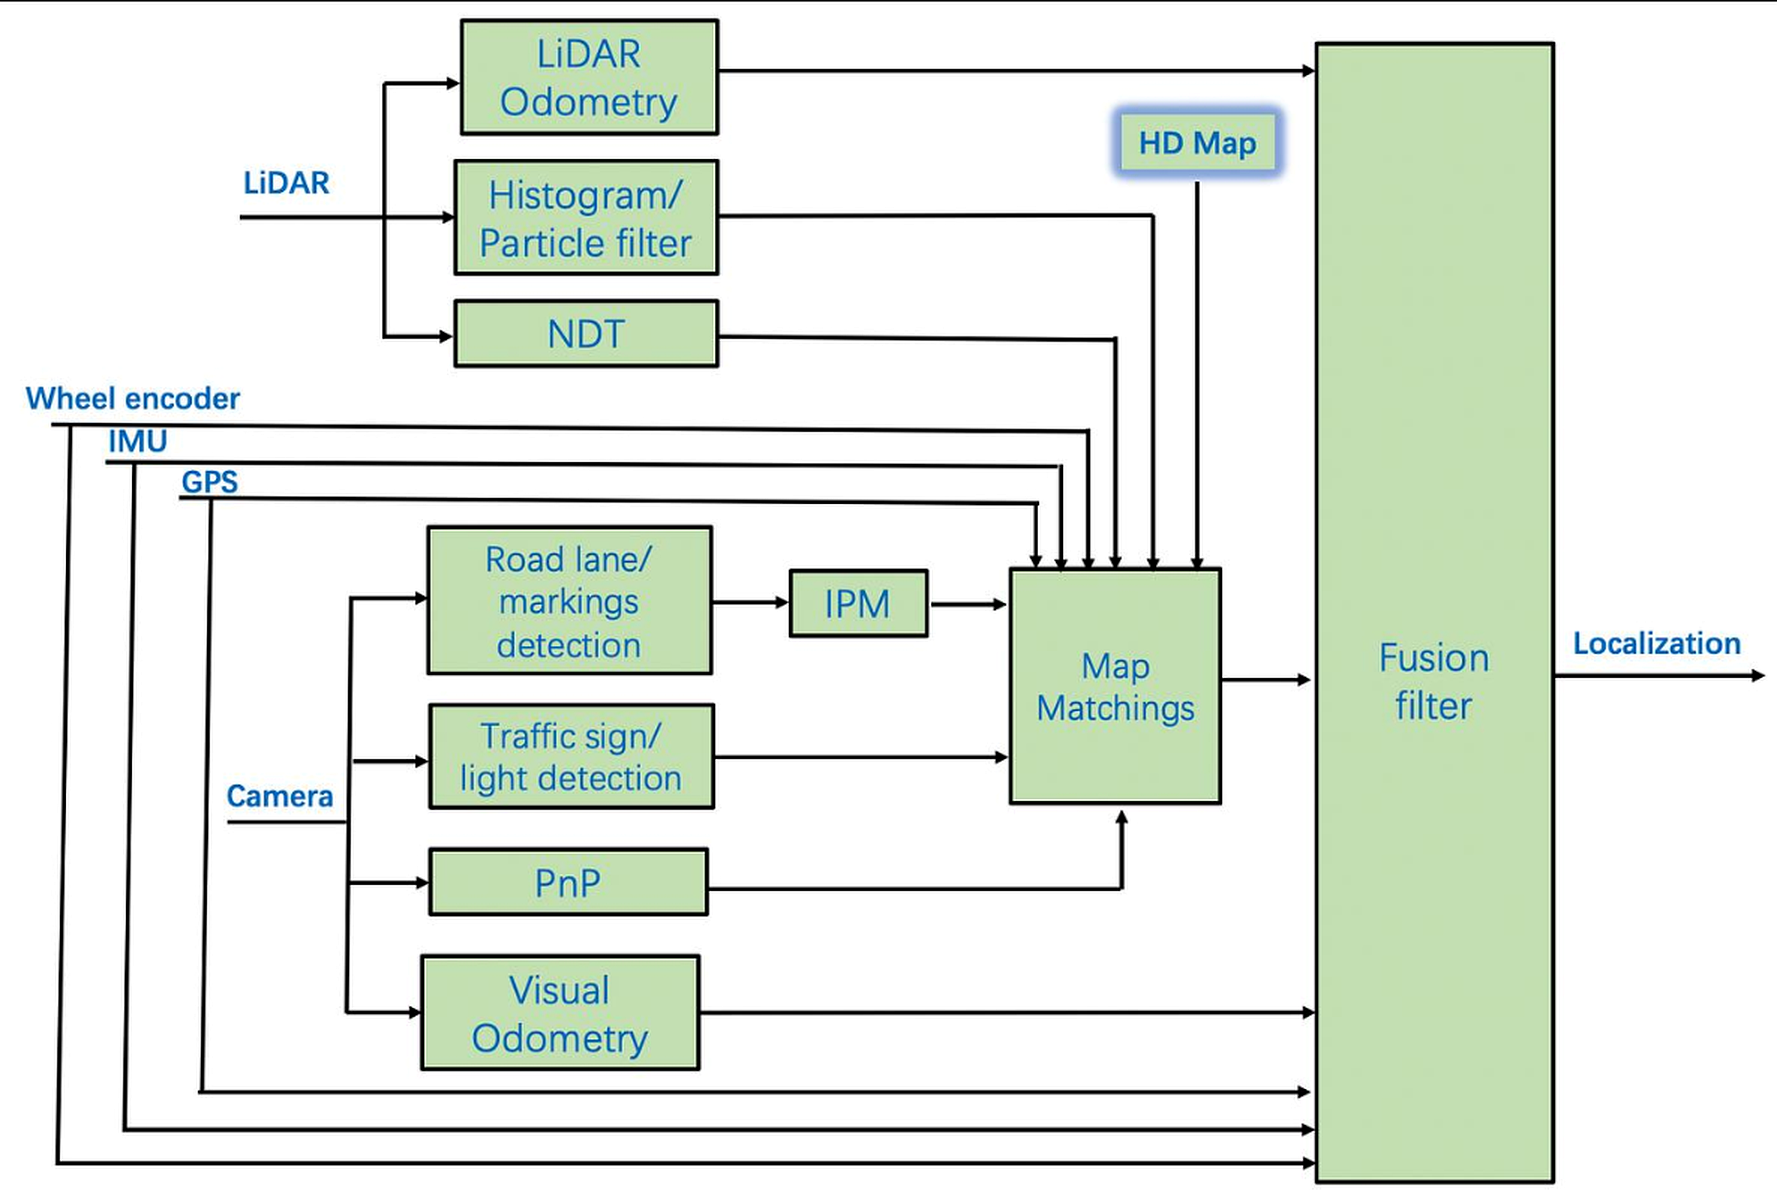 LiDAR
Odometry
HD Map
LiDAR
Histogram/
Particle filter
NDT
Wheel encoder
IMU
GPS
Road lane/
markings
detection
IPM
Map
Matchings
Fusion
filter
Localization
Traffic sign/
light detection
Camera
PnP
Visual
Odometry